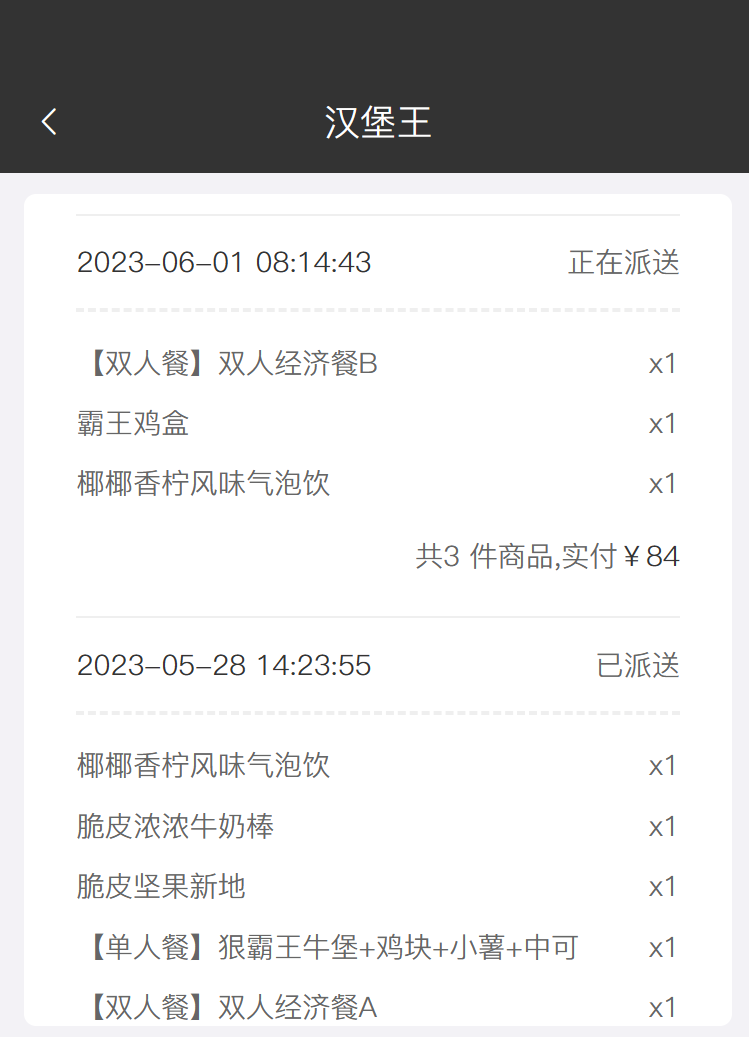 汉堡王
2023-06-01 08:14:43 正在派送
【双人餐】双人经济餐B x1
霸王鸡盒 x1
椰椰香柠风味气泡饮 x1
共3 件商品,实付￥84
2023-05-28 14:23:55 已派送
椰椰香柠风味气泡饮 x1
脆皮浓浓牛奶棒 x1
脆皮坚果新地 x1
【单人餐】狠霸王牛堡+鸡块+小薯+中可 x1
【双人餐】双人经济餐A x1